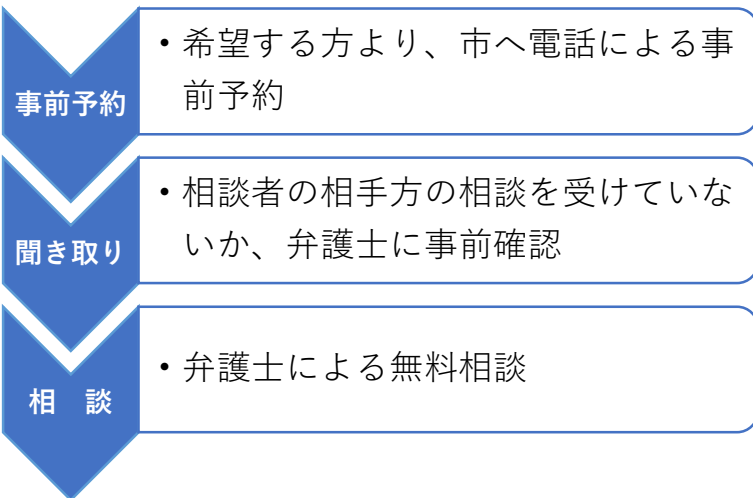 事前予約
・希望する方より、市へ電話による事
前予約
聞き取り
・相談者の相手方の相談を受けていな
いか、弁護士に事前確認
相　談
・弁護士による無料相談